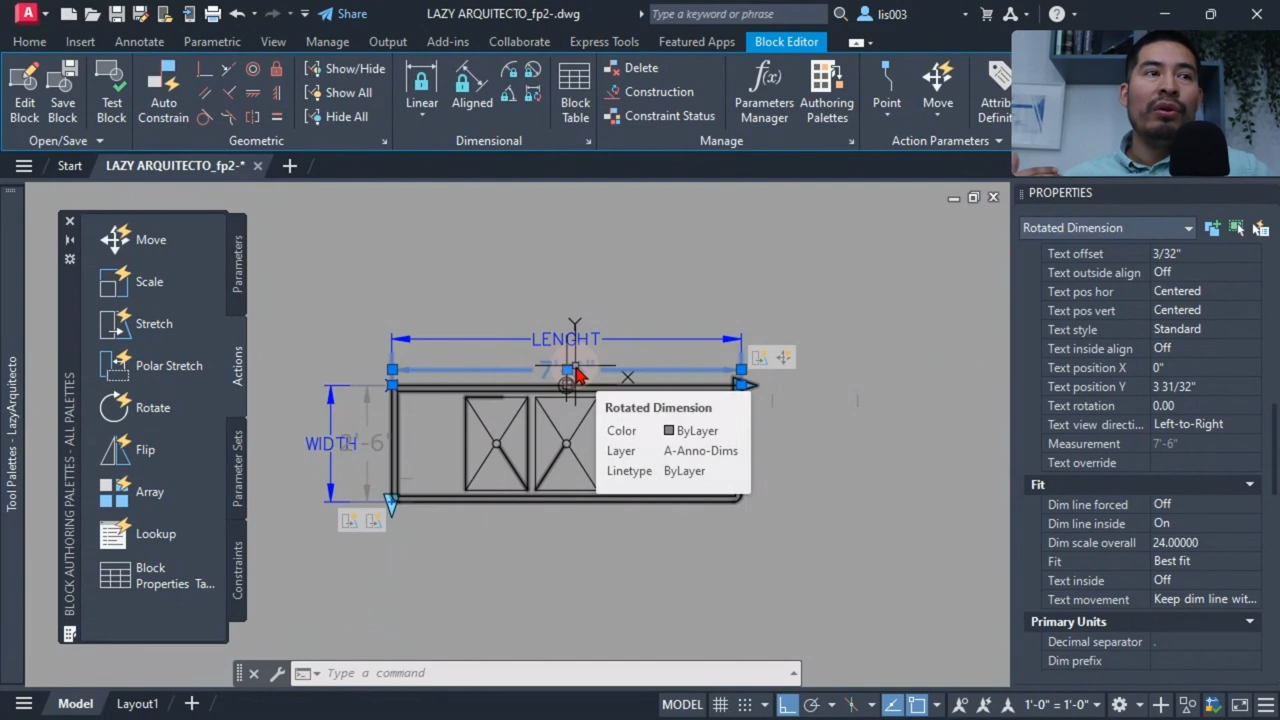 A
Share
LAZY ARQUITECTO_fp2-.dwg
Type a keyword or phrase
lis003
Home
Insert
Annotate
Parametric
View
Manage
Output
Add-ins
Collaborate
Express Tools
Featured Apps
Block Editor
Edit
Block
Save
Block
Test
Block
Auto
Constrain
Show/Hide
Show All
Hide All
Linear
Aligned
Block
Table
Delete
Construction
Constraint Status
f(x)
Parameters
Manager
Authoring
Palettes
Point
Move
Attrib
Defini
Open/Save
Geometric
Dimensional
Manage
Action Parameters
Start
LAZY ARQUITECTO_fp2-*
PROPERTIES
Rotated Dimension
Text offset 3/32"
Text outside align Off
Text pos hor Centered
Text pos vert Centered
Text style Standard
Text inside align Off
Text position X 0"
Text position Y 3 31/32"
Text rotation 0.00
Text view directi... Left-to-Right
Measurement 7'-6"
Text override
Fit
Dim line forced Off
Dim line inside On
Dim scale overall 24.00000
Fit Best fit
Text inside Off
Text movement Keep dim line wit...
Primary Units
Decimal separator .
Dim prefix
Move
Scale
Stretch
Polar Stretch
Rotate
Flip
Array
Lookup
Block
Properties Ta...
Parameters
Actions
Parameter Sets
Constraints
BLOCK AUTHORING PALETTES - ALL PALETTES
Tool Palettes - LazyArquitecto
Y
LENGHT
X
WIDTH
Rotated Dimension
Color ByLayer
Layer A-Anno-Dims
Linetype ByLayer
Type a command
Model
Layout1
MODEL
1'-0" = 1'-0"